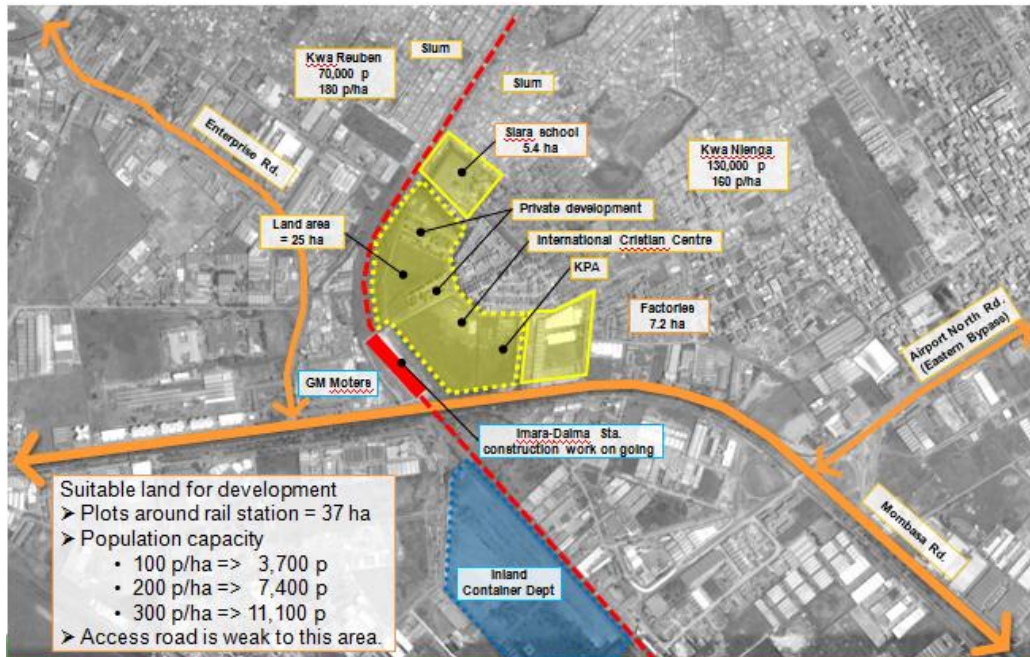 Kwa Reuben
70,000 p
180 p/ha
Slum
Slum
Enterprise Rd.
Siara school
5.4 ha
Kwa Nienga
130,000 p
160 p/ha
Land area
= 25 ha
Private development
International Cristian Centre
KPA
Factories
7.2 ha
Airport North Rd.
(Eastern Bypass)
GM Moters
Imara-Daima Sta.
construction work on going
Mombasa Rd.
Inland
Container Dept
Suitable land for development
➢ Plots around rail station = 37 ha
➢ Population capacity
• 100 p/ha => 3,700 p
• 200 p/ha => 7,400 p
• 300 p/ha => 11,100 p
➢ Access road is weak to this area.